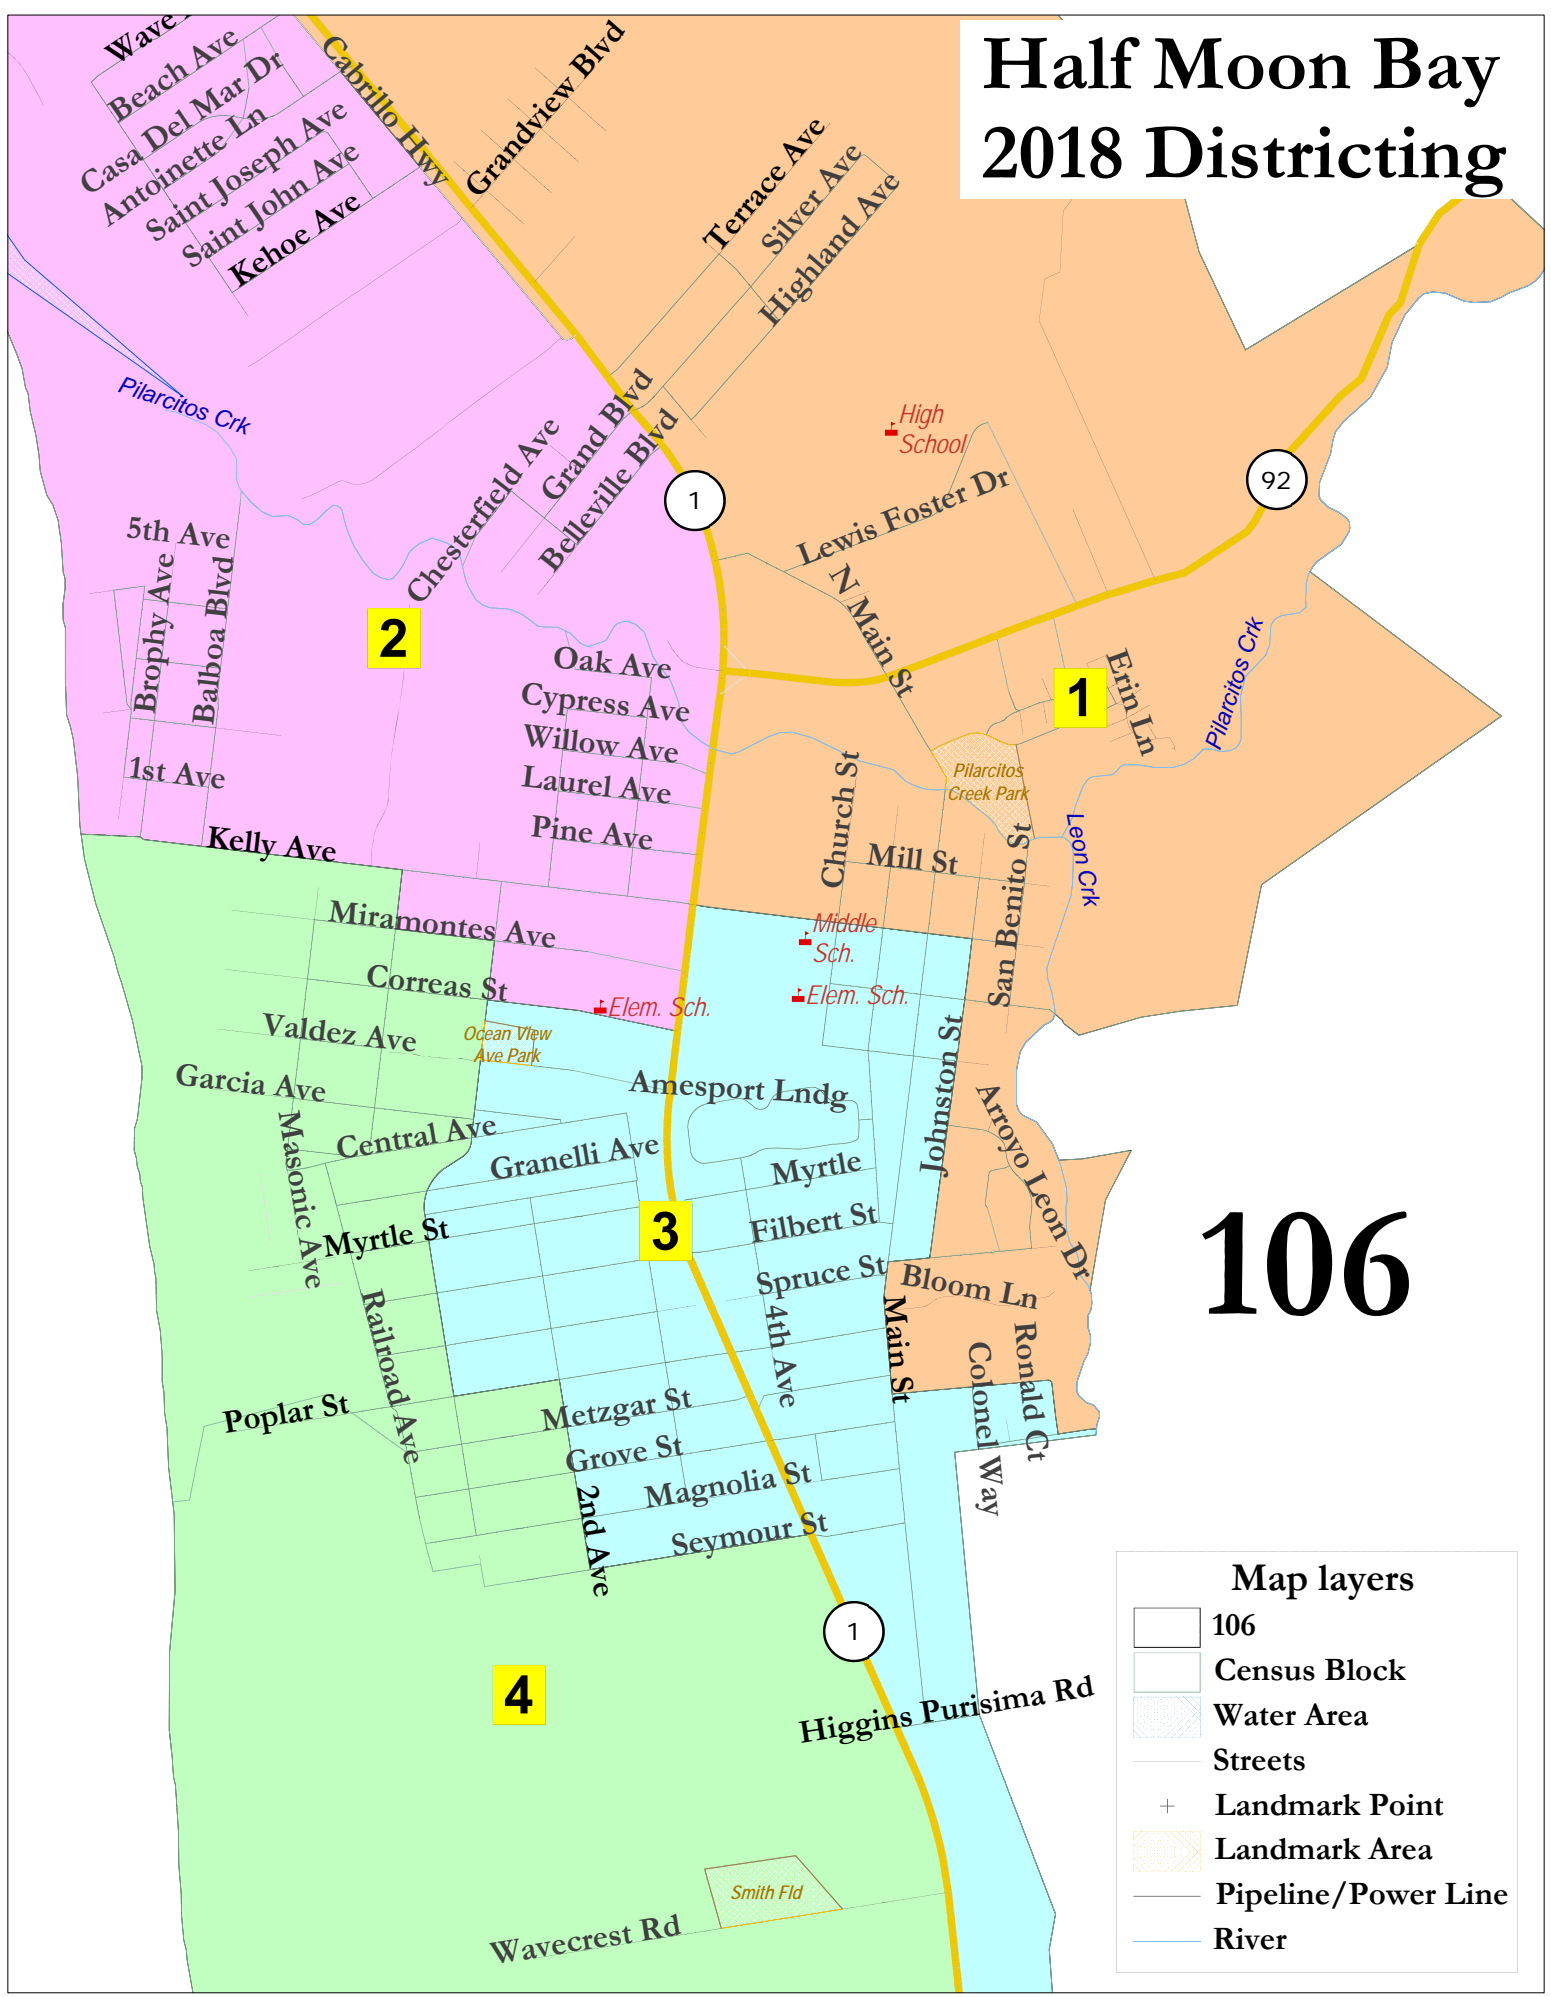 Half Moon Bay
2018 Districting
Beach Ave
Casa Del Mar Dr
Antoinette Ln
Saint Joseph Ave
Saint John Ave
Kehoe Ave
Cabrillo Hwy
Grandview Blvd
Terrace Ave
Silver Ave
Highland Ave
Pilarcitos Crk
Grand Blvd
Belleville Blvd
Chesterfield Ave
1
High
School
Lewis Foster Dr
92
5th Ave
Brophy Ave
Balboa Blvd
1st Ave
2
N Main St
Oak Ave
Cypress Ave
Willow Ave
Laurel Ave
Pine Ave
1
Erin Ln
Pilarcitos Crk
Pilarcitos
Creek Park
Church St
Mill St
San Benito St
Leon Crk
Kelly Ave
Miramontes Ave
Correas St
Middle
Sch.
Elem. Sch.
Elem. Sch.
Valdez Ave
Ocean View
Ave Park
Garcia Ave
Amesport Lndg
Johnston St
Arroyo Leon Dr
Masonic Ave
Central Ave
Granelli Ave
Myrtle
Myrtle St
3
Filbert St
Spruce St
106
Bloom Ln
Railroad Ave
4th Ave
Main St
Colonel Way
Ronald Ct
Poplar St
Metzgar St
Grove St
Magnolia St
2nd Ave
Seymour St
1
4
Higgins Purisima Rd
Smith Fld
Wavecrest Rd
Map layers
106
Census Block
Water Area
Streets
Landmark Point
Landmark Area
Pipeline/Power Line
River